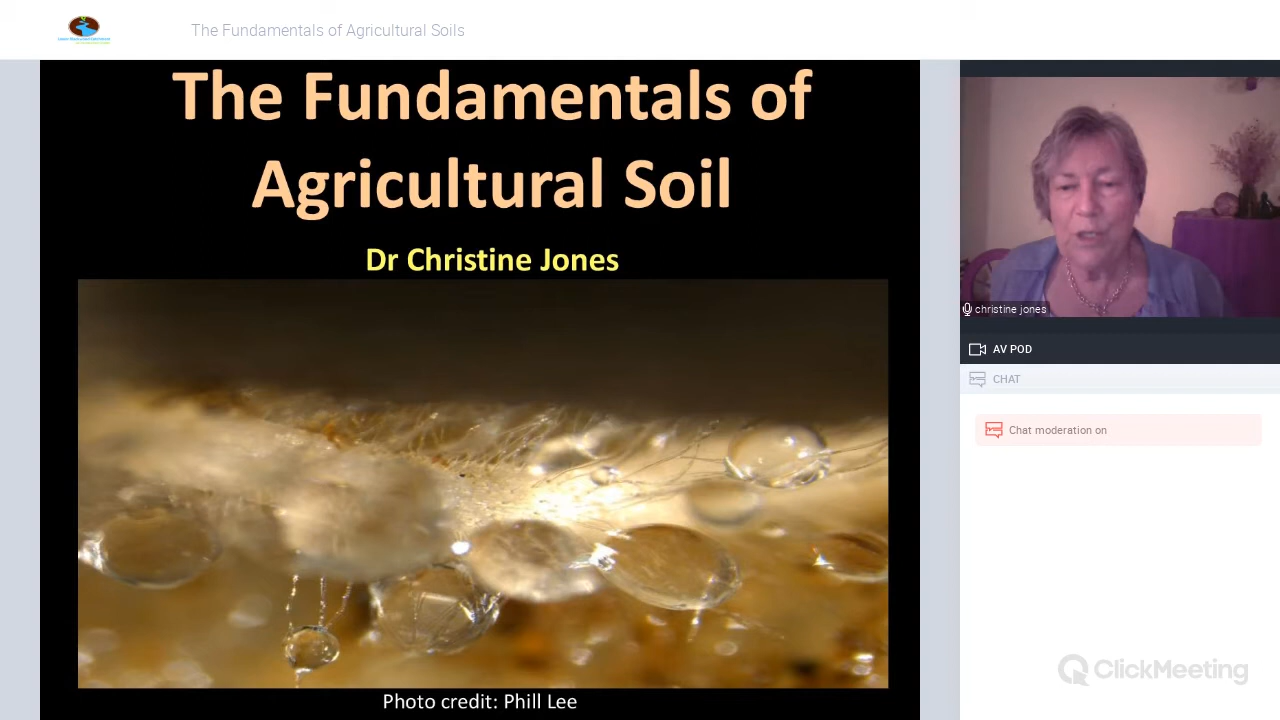 The Fundamentals of Agricultural Soils
The Fundamentals of
Agricultural Soil
Dr Christine Jones
Photo credit: Phill Lee
christine jones
AV POD
CHAT
Chat moderation on
ClickMeeting